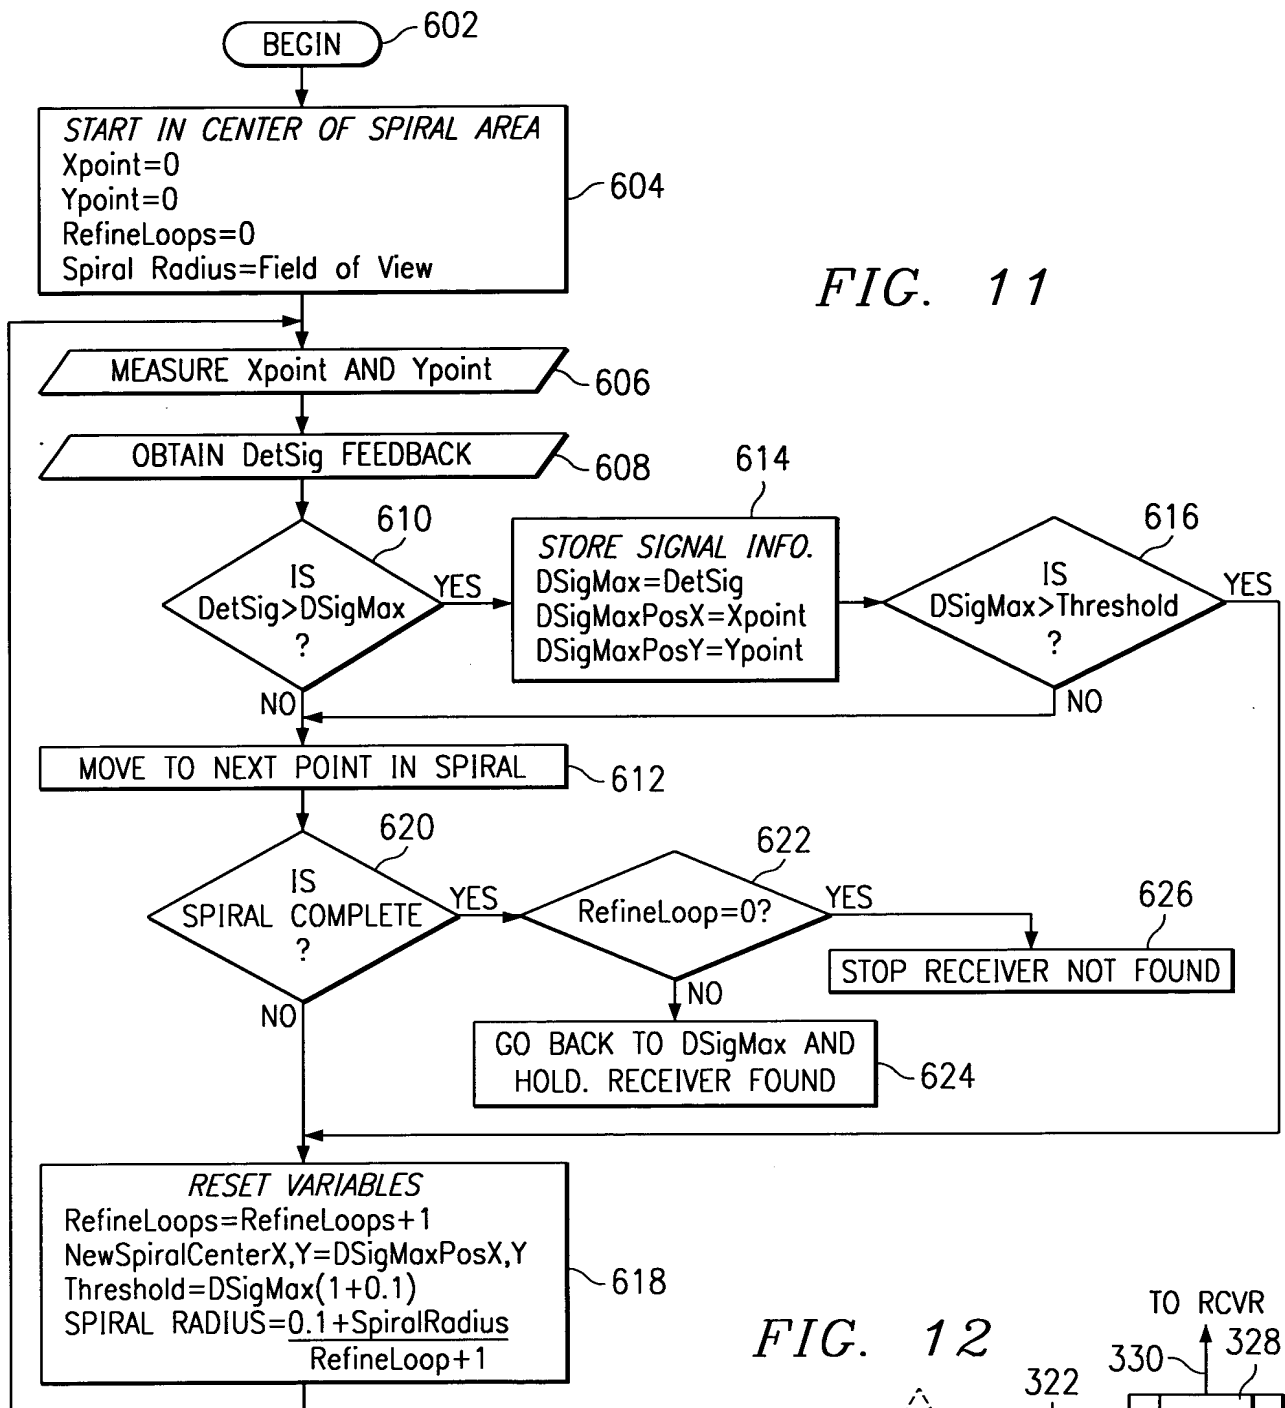 BEGIN
602
START IN CENTER OF SPIRAL AREA
Xpoint=0
Ypoint=0
RefineLoops=0
Spiral Radius=Field of View
604
FIG. 11
MEASURE Xpoint AND Ypoint
606
OBTAIN DetSig FEEDBACK
608
610
IS
DetSig>DSigMax
?
YES
NO
614
STORE SIGNAL INFO.
DSigMax=DetSig
DSigMaxPosX=Xpoint
DSigMaxPosY=Ypoint
616
IS
DSigMax>Threshold
?
YES
NO
MOVE TO NEXT POINT IN SPIRAL
612
620
IS
SPIRAL COMPLETE
?
YES
NO
622
RefineLoop=0?
YES
NO
626
STOP RECEIVER NOT FOUND
GO BACK TO DSigMax AND
HOLD. RECEIVER FOUND
624
RESET VARIABLES
RefineLoops=RefineLoops+1
NewSpiralCenterX,Y=DSigMaxPosX,Y
Threshold=DSigMax(1+0.1)
SPIRAL RADIUS=0.1+SpiralRadius
RefineLoop+1
618
FIG. 12
TO RCVR
330
328
322